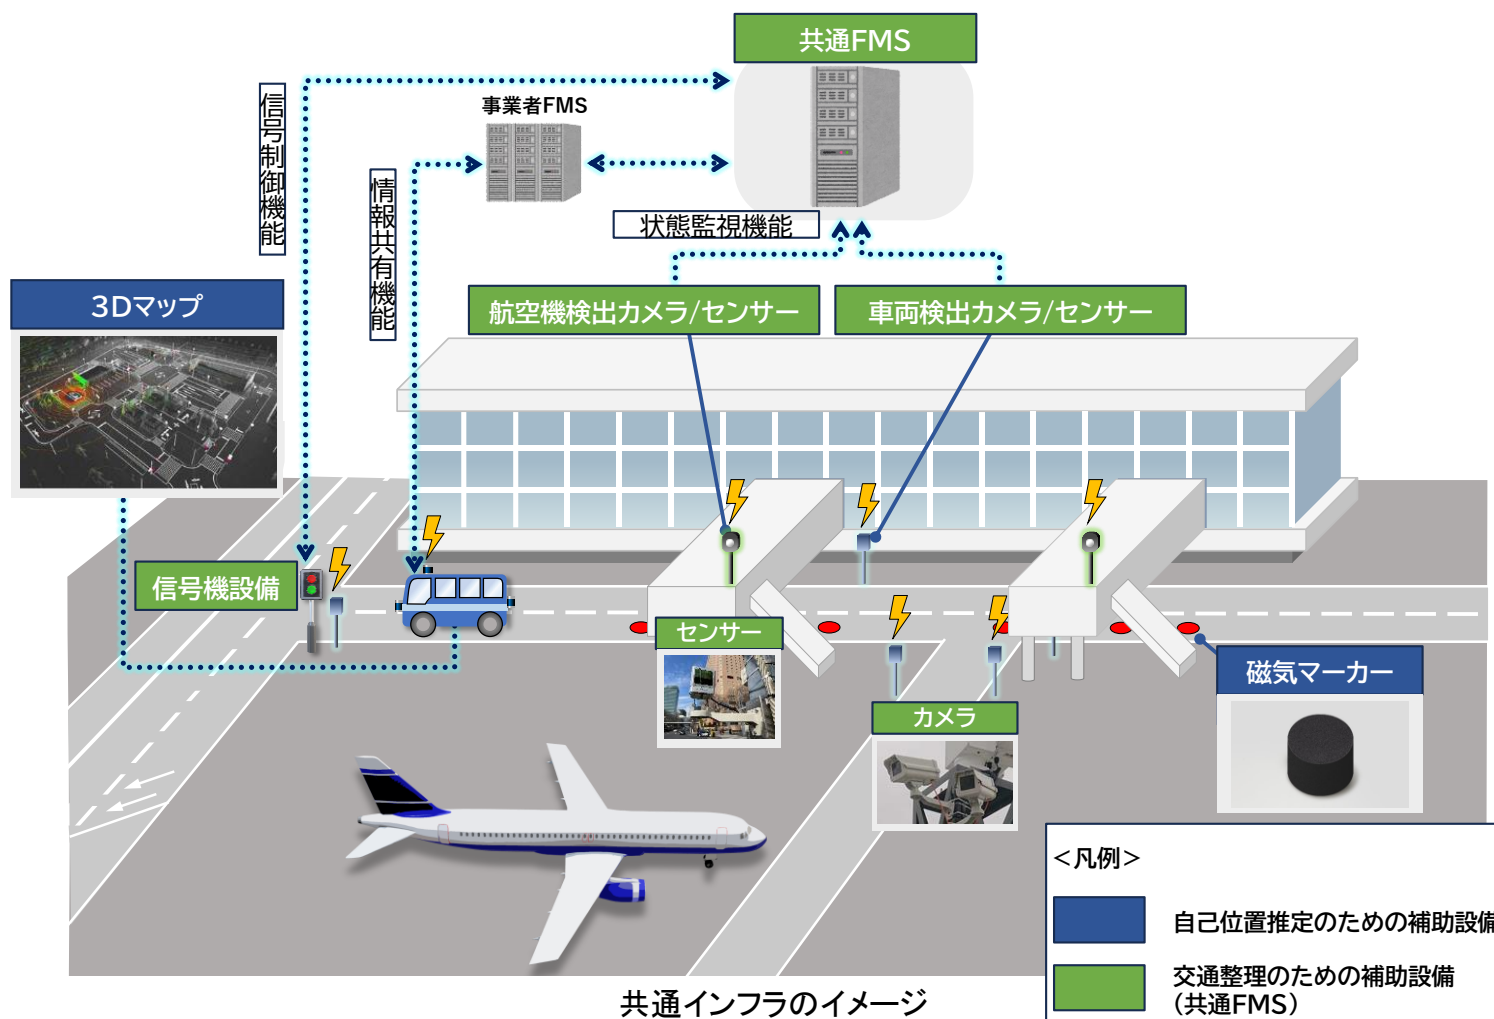 共通FMS
事業者FMS
信号制御機能
情報共有機能
状態監視機能
3Dマップ
航空機検出カメラ/センサー
車両検出カメラ/センサー
信号機設備
センサー
カメラ
磁気マーカー
<凡例>
自己位置推定のための補助設備
交通整理のための補助設備
(共通FMS)
共通インフラのイメージ